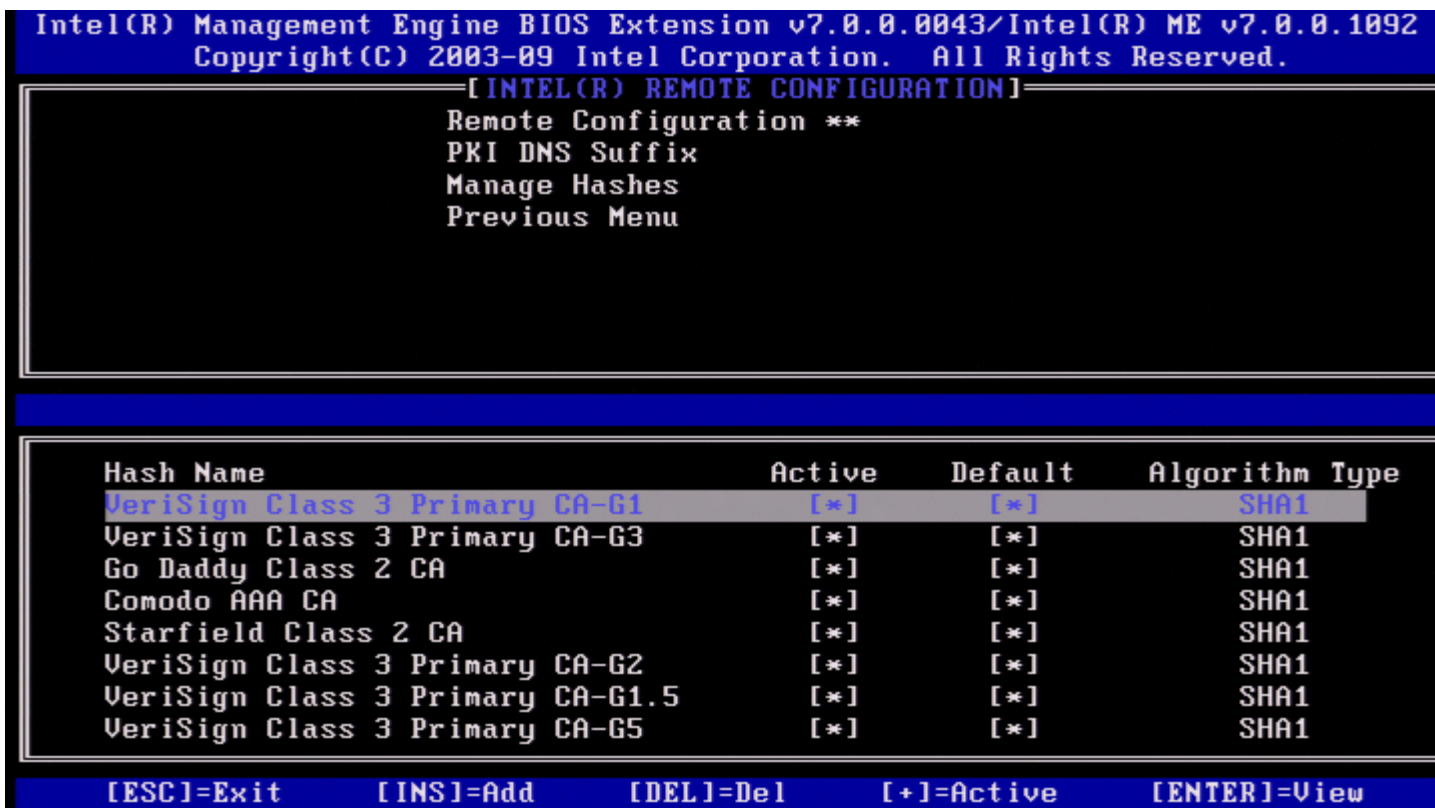 Intel(R) Management Engine BIOS Extension v7.0.0.0043/Intel(R) ME v7.0.0.1092
Copyright(C) 2003-09 Intel Corporation. All Rights Reserved.
[INTEL(R) REMOTE CONFIGURATION]
Remote Configuration **
PKI DNS Suffix
Manage Hashes
Previous Menu
Hash Name Active Default Algorithm Type
VeriSign Class 3 Primary CA-G1 [*] [*] SHA1
VeriSign Class 3 Primary CA-G3 [*] [*] SHA1
Go Daddy Class 2 CA [*] [*] SHA1
Comodo AAA CA [*] [*] SHA1
Starfield Class 2 CA [*] [*] SHA1
VeriSign Class 3 Primary CA-G2 [*] [*] SHA1
VeriSign Class 3 Primary CA-G1.5 [*] [*] SHA1
VeriSign Class 3 Primary CA-G5 [*] [*] SHA1
[ESC]=Exit [INS]=Add [DEL]=Del [+]=Active [ENTER]=View